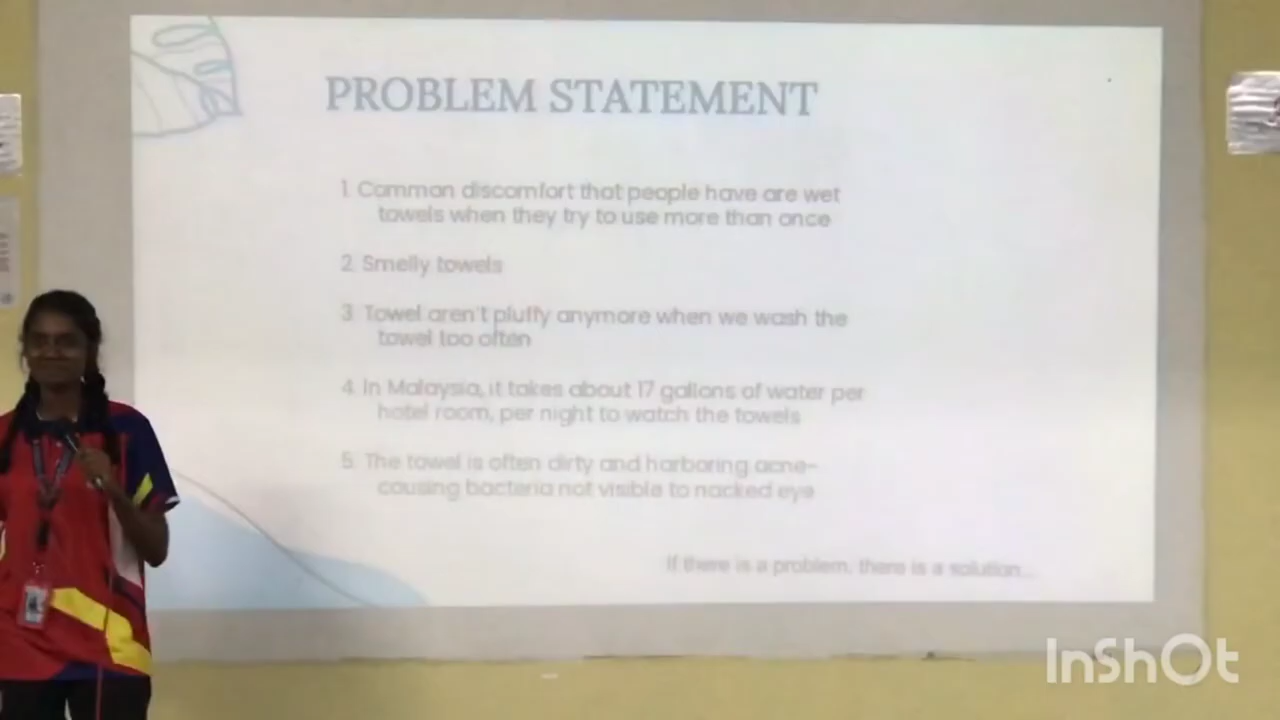 PROBLEM STATEMENT
1. Common discomfort that people have are wet
towels when they try to use more than once
2. Smelly towels
3. Towel aren't pluffy anymore when we wash the
towel too often
4. In Malaysia, it takes about 17 gallons of water per
hotel room, per night to watch the towels
5. The towel is often dirty and harboring acne-
causing bacteria not visible to nacked eye
If there is a problem, there is a solution...
InShOt